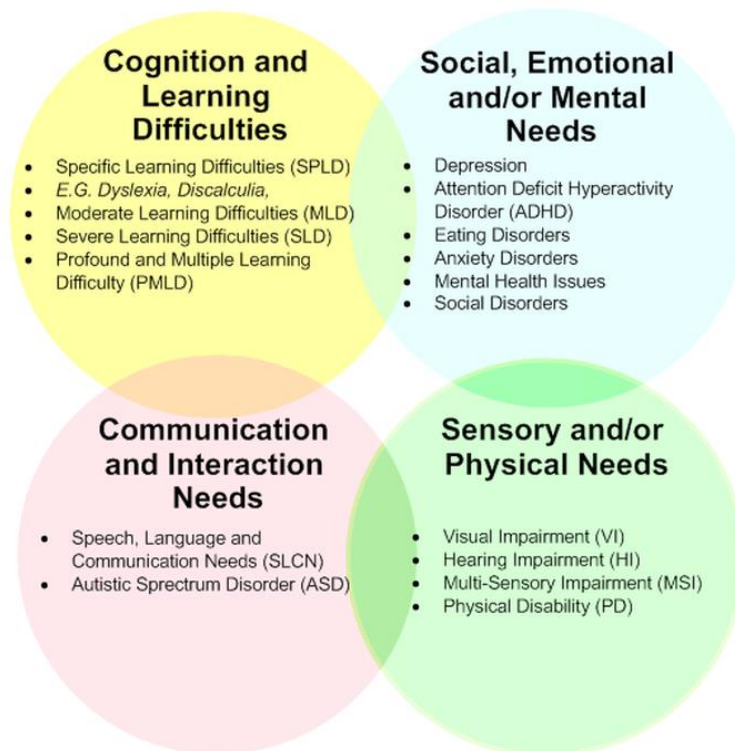 Cognition and
Learning
Difficulties
• Specific Learning Difficulties (SPLD)
• E.G. Dyslexia, Discalculia,
• Moderate Learning Difficulties (MLD)
• Severe Learning Difficulties (SLD)
• Profound and Multiple Learning
Difficulty (PMLD)
Social, Emotional
and/or Mental
Needs
• Depression
• Attention Deficit Hyperactivity
Disorder (ADHD)
• Eating Disorders
• Anxiety Disorders
• Mental Health Issues
• Social Disorders
Communication
and Interaction
Needs
• Speech, Language and
Communication Needs (SLCN)
• Autistic Sprectrum Disorder (ASD)
Sensory and/or
Physical Needs
• Visual Impairment (VI)
• Hearing Impairment (HI)
• Multi-Sensory Impairment (MSI)
• Physical Disability (PD)